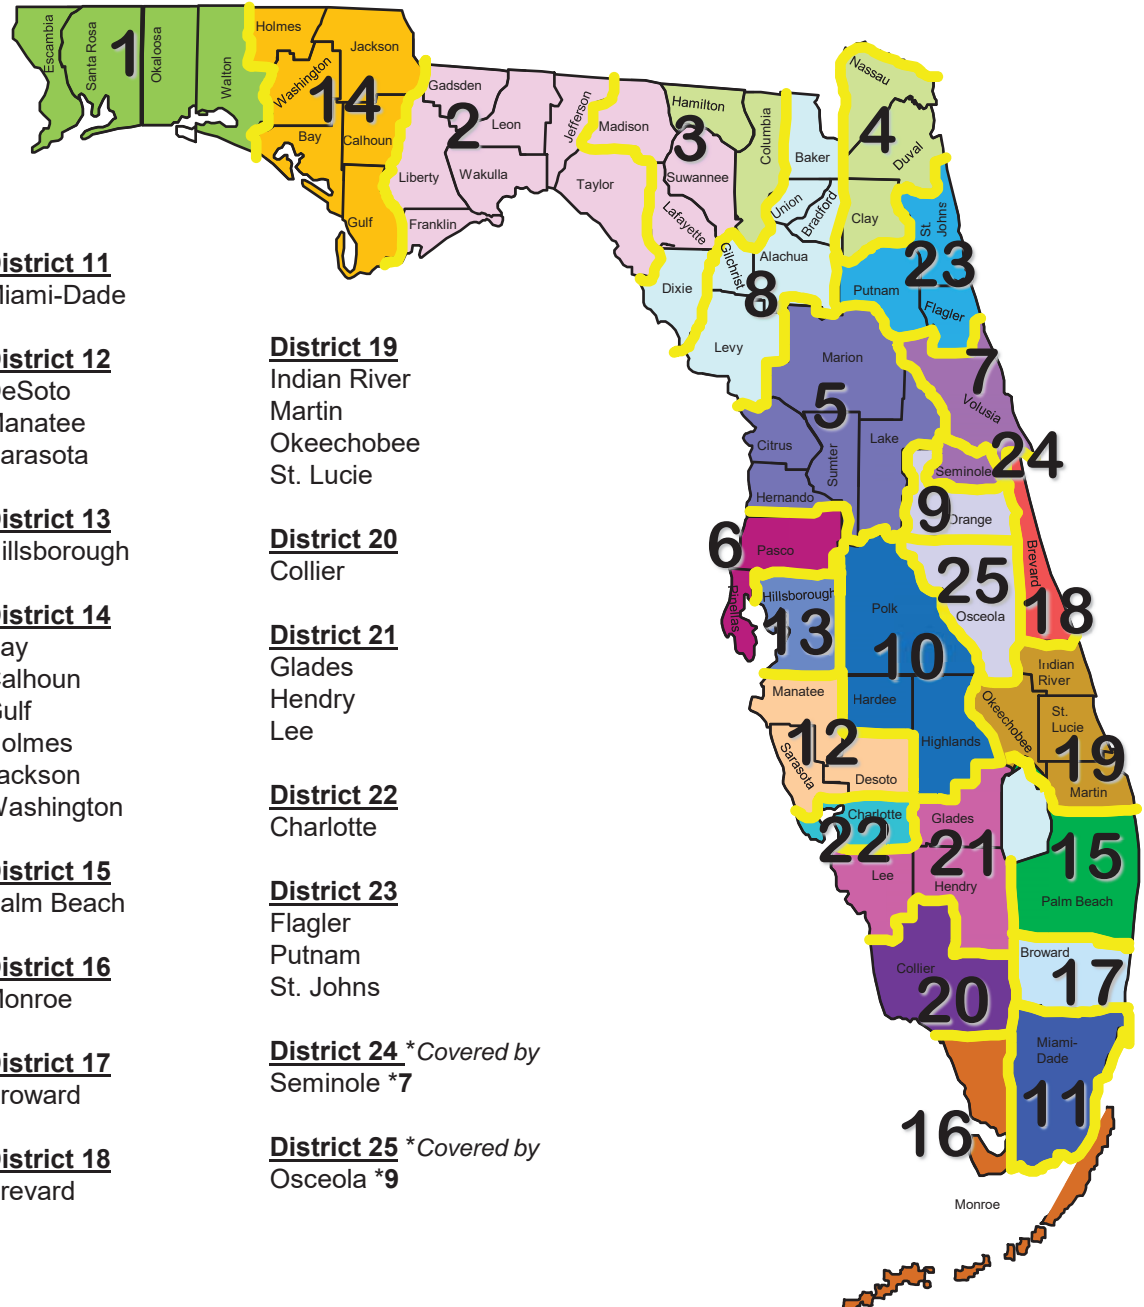 istrict 11
iami-Dade
istrict 12
eSoto
anatee
arasota
istrict 13
illsborough
istrict 14
ay
alhoun
ulf
olmes
ackson
ashington
istrict 15
alm Beach
istrict 16
onroe
istrict 17
roward
istrict 18
revard
District 19
Indian River
Martin
Okeechobee
St. Lucie
District 20
Collier
District 21
Glades
Hendry
Lee
District 22
Charlotte
District 23
Flagler
Putnam
St. Johns
District 24 *Covered by
Seminole *7
District 25 *Covered by
Osceola *9
Escambia
Santa Rosa
1
Okaloosa
Walton
Holmes
Jackson
Washington
14
Bay
Calhoun
Gulf
Gadsden
2
Leon
Jefferson
Liberty
Wakulla
Franklin
Taylor
Madison
Hamilton
3
Suwannee
Lafayette
Columbia
Baker
Union
Bradford
Nassau
4
Duval
Clay
St.
Johns
23
Putnam
Flagler
Gilchrist
Alachua
8
Dixie
Levy
Marion
5
Citrus
Sumter
Lake
Hernando
7
Volusia
24
Seminole
9
Orange
6
Pasco
Pinellas
Hillsborough
13
Polk
10
25
Osceola
Brevard
18
Indian
River
Manatee
Hardee
Okeechobee
St.
Lucie
12
Sarasota
Desoto
Highlands
19
Martin
Charlotte
22
Glades
21
Lee
Hendry
15
Palm Beach
Collier
20
Broward
17
Miami-
Dade
11
16
Monroe